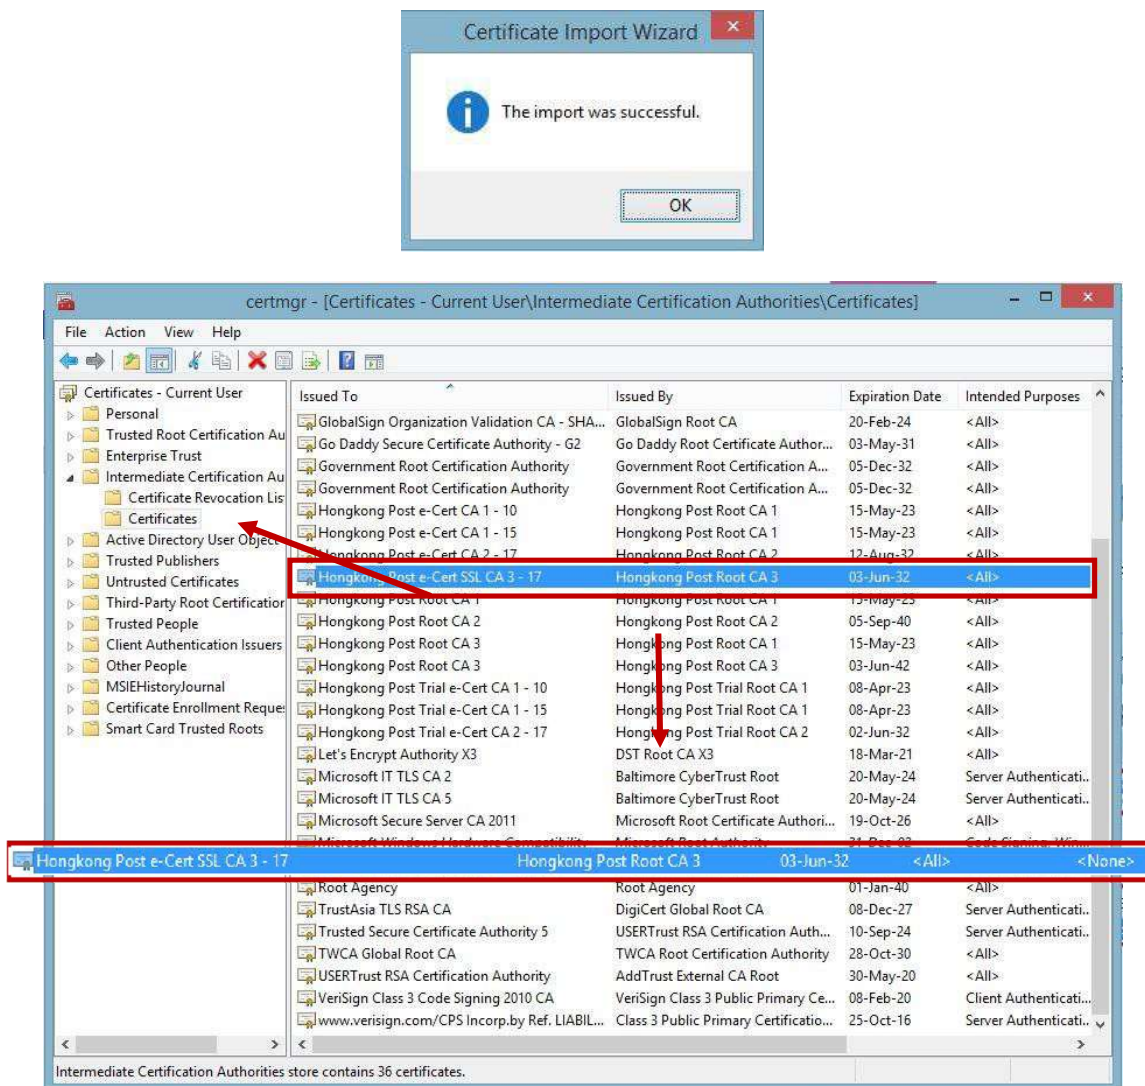 Certificate Import Wizard
The import was successful.
OK
certmgr - [Certificates - Current User\Intermediate Certification Authorities\Certificates]
File Action View Help
Certificates - Current User
Personal
Trusted Root Certification Au
Enterprise Trust
Intermediate Certification Au
Certificate Revocation Lis
Certificates
Active Directory User Object
Trusted Publishers
Untrusted Certificates
Third-Party Root Certification
Trusted People
Client Authentication Issuers
Other People
MSIEHistoryJournal
Certificate Enrollment Reque
Smart Card Trusted Roots
Issued To Issued By Expiration Date Intended Purposes
GlobalSign Organization Validation CA - SHA... GlobalSign Root CA 20-Feb-24 <All>
Go Daddy Secure Certificate Authority - G2 Go Daddy Root Certificate Author... 03-May-31 <All>
Government Root Certification Authority Government Root Certification A... 05-Dec-32 <All>
Government Root Certification Authority Government Root Certification A... 05-Dec-32 <All>
Hongkong Post e-Cert CA 1 - 10 Hongkong Post Root CA 1 15-May-23 <All>
Hongkong Post e-Cert CA 1 - 15 Hongkong Post Root CA 1 15-May-23 <All>
Hongkong Post e-Cert CA 2 - 17 Hongkong Post Root CA 2 12-Aug-32 <All>
Hongkong Post e-Cert SSL CA 3 - 17 Hongkong Post Root CA 3 03-Jun-32 <All>
Hongkong Post Root CA 1 Hongkong Post Root CA 1 15-May-23 <All>
Hongkong Post Root CA 2 Hongkong Post Root CA 2 05-Sep-40 <All>
Hongkong Post Root CA 3 Hongkong Post Root CA 1 15-May-23 <All>
Hongkong Post Root CA 3 Hongkong Post Root CA 3 03-Jun-42 <All>
Hongkong Post Trial e-Cert CA 1 - 10 Hongkong Post Trial Root CA 1 08-Apr-23 <All>
Hongkong Post Trial e-Cert CA 1 - 15 Hongkong Post Trial Root CA 1 08-Apr-23 <All>
Hongkong Post Trial e-Cert CA 2 - 17 Hongkong Post Trial Root CA 2 02-Jun-32 <All>
Let's Encrypt Authority X3 DST Root CA X3 18-Mar-21 <All>
Microsoft IT TLS CA 2 Baltimore CyberTrust Root 20-May-24 Server Authenticati...
Microsoft IT TLS CA 5 Baltimore CyberTrust Root 20-May-24 Server Authenticati...
Microsoft Secure Server CA 2011 Microsoft Root Certificate Authori... 19-Oct-26 <All>
Microsoft Windows Hardware Compatibility Microsoft Root Authority Code Signing, Win...
Hongkong Post e-Cert SSL CA 3 - 17 Hongkong Post Root CA 3 03-Jun-32 <All> <None>
Root Agency Root Agency 01-Jan-40 <All>
TrustAsia TLS RSA CA DigiCert Global Root CA 08-Dec-27 Server Authenticati...
Trusted Secure Certificate Authority 5 USERTrust RSA Certification Auth... 10-Sep-24 Server Authenticati...
TWCA Global Root CA TWCA Root Certification Authority 28-Oct-30 <All>
USERTrust RSA Certification Authority AddTrust External CA Root 30-May-20 <All>
VeriSign Class 3 Code Signing 2010 CA VeriSign Class 3 Public Primary Ce... 08-Feb-20 Client Authenticati...
www.verisign.com/CPS Incorp.by Ref. LIABIL... Class 3 Public Primary Certificatio... 25-Oct-16 Server Authenticati...
Intermediate Certification Authorities store contains 36 certificates.